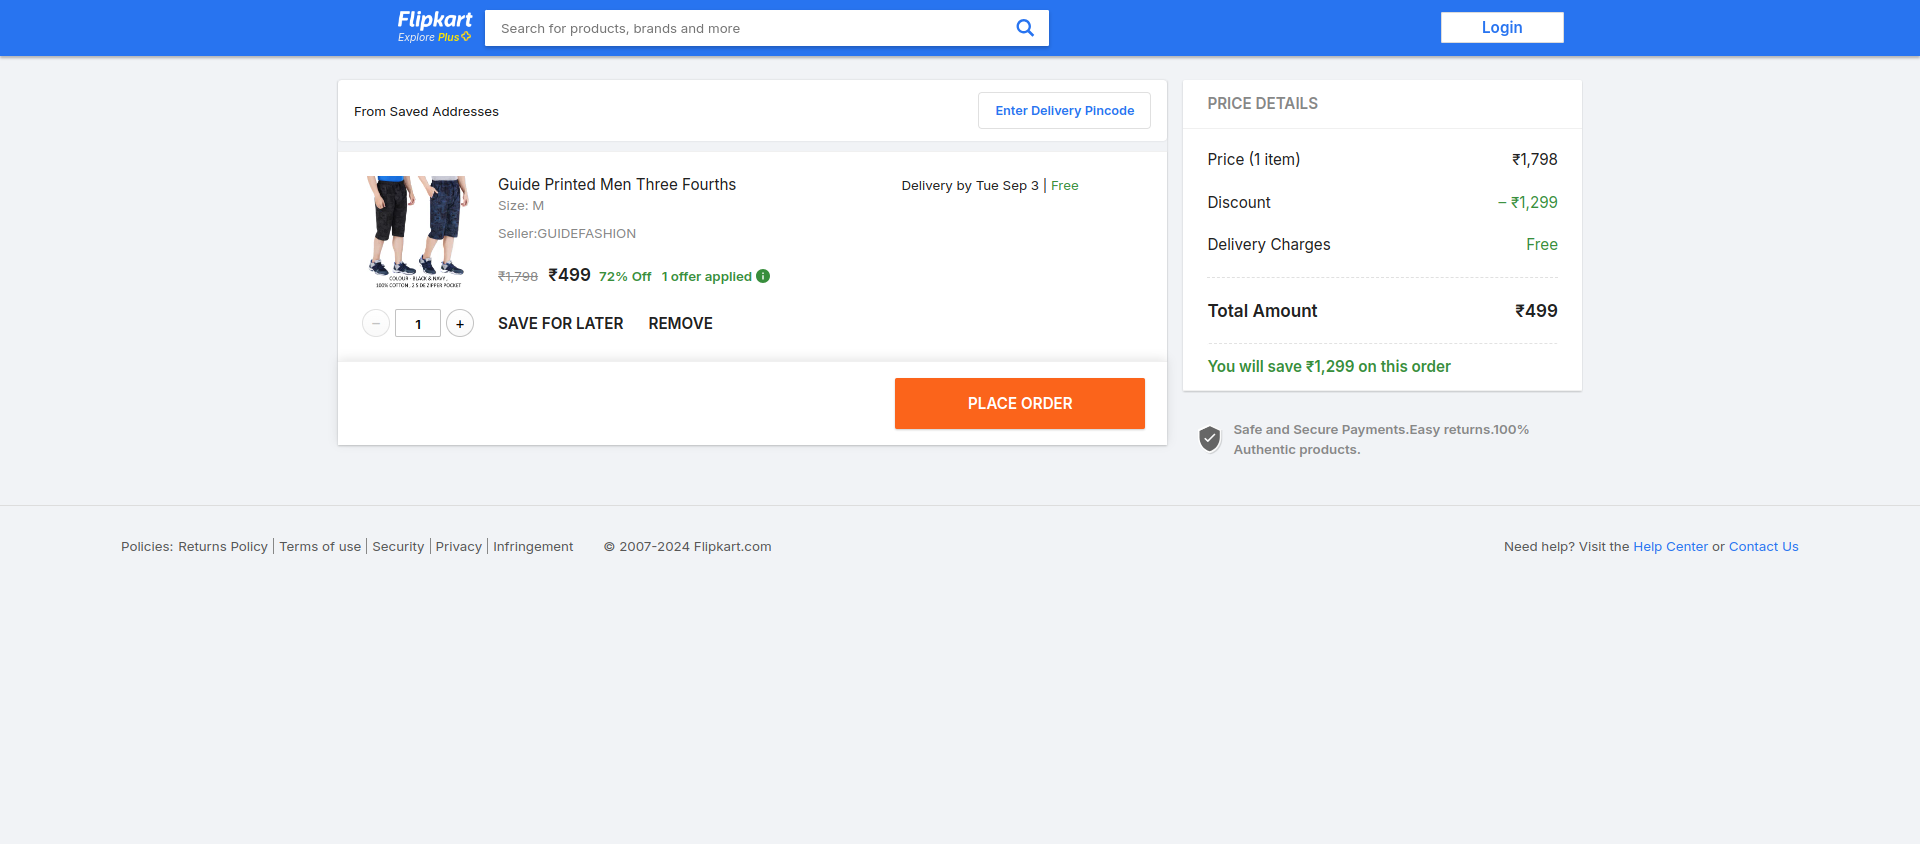 Flipkart
Explore Plus
Search for products, brands and more
Login
From Saved Addresses
Enter Delivery Pincode
Guide Printed Men Three Fourths
Size: M
Seller:GUIDEFASHION
₹1,798 ₹499 72% Off 1 offer applied
Delivery by Tue Sep 3 | Free
COLOUR - BLACK & NAVY,
100% COTTON, 2 SIDE ZIPPER POCKET
− 1 +
SAVE FOR LATER REMOVE
PLACE ORDER
PRICE DETAILS
Price (1 item) ₹1,798
Discount − ₹1,299
Delivery Charges Free
Total Amount ₹499
You will save ₹1,299 on this order
Safe and Secure Payments.Easy returns.100%
Authentic products.
Policies: Returns Policy | Terms of use | Security | Privacy | Infringement © 2007-2024 Flipkart.com
Need help? Visit the Help Center or Contact Us